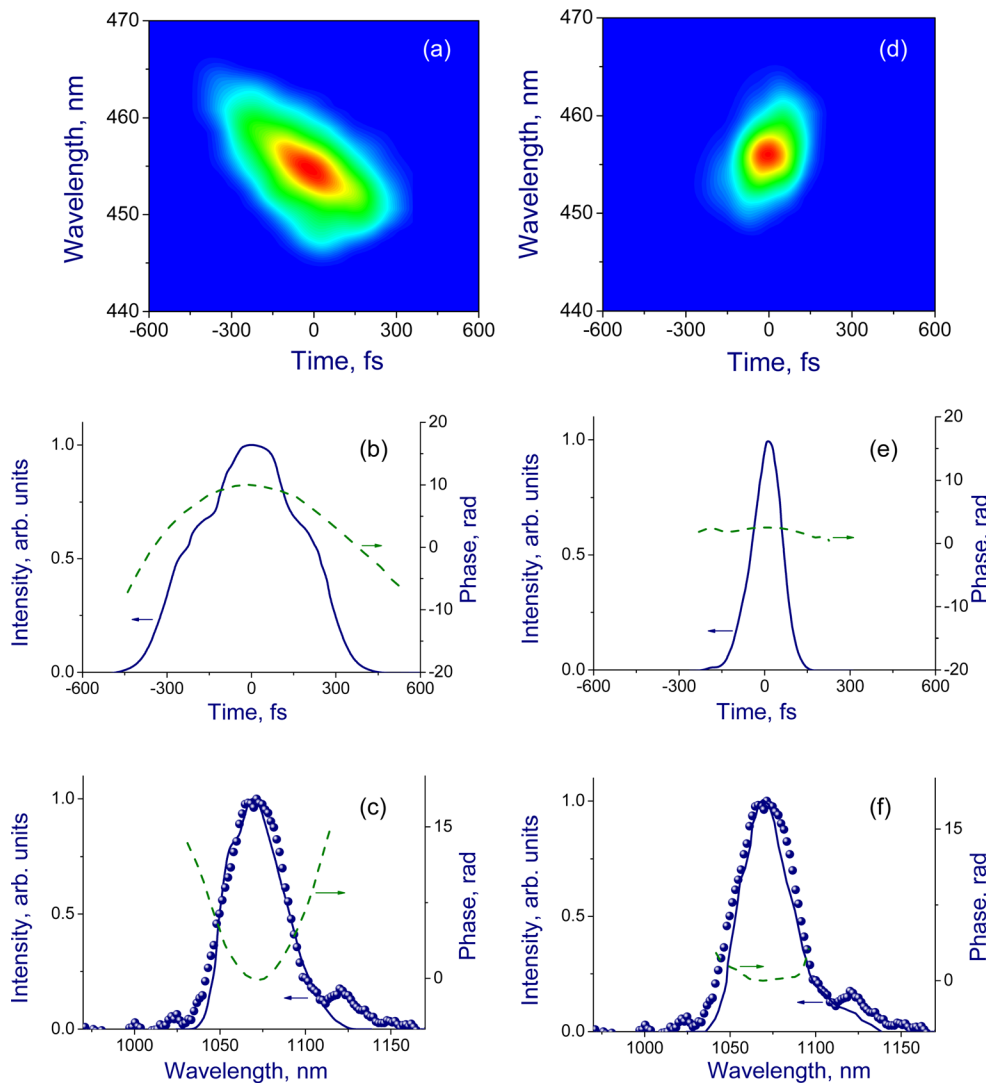 470
460
450
440
Wavelength, nm
(a)
-600 -300 0 300 600
Time, fs
470
460
450
440
Wavelength, nm
(d)
-600 -300 0 300 600
Time, fs
1.0
0.5
0.0
Intensity, arb. units
(b)
20
10
0
-10
-20
Phase, rad
-600 -300 0 300 600
Time, fs
1.0
0.5
0.0
Intensity, arb. units
(e)
20
10
0
-10
-20
Phase, rad
-600 -300 0 300 600
Time, fs
1.0
0.5
0.0
Intensity, arb. units
(c)
15
0
Phase, rad
1000 1050 1100 1150
Wavelength, nm
1.0
0.5
0.0
Intensity, arb. units
(f)
15
0
Phase, rad
1000 1050 1100 1150
Wavelength, nm